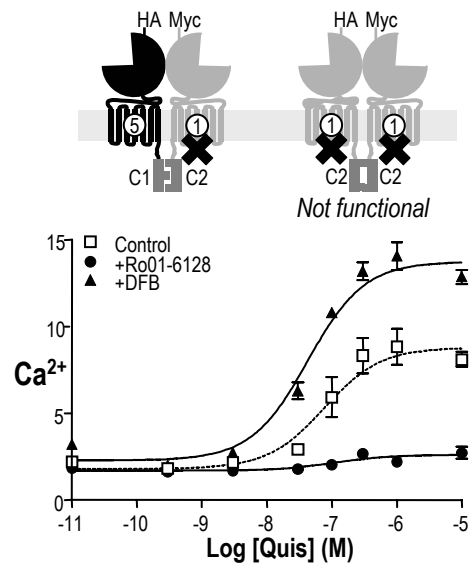 HA Myc HA Myc
5 1 1 1
C1 C2 C2 C2
Not functional
15
Control
+Ro01-6128
+DFB
10
Ca²⁺
5
0
-11 -10 -9 -8 -7 -6 -5
Log [Quis] (M)